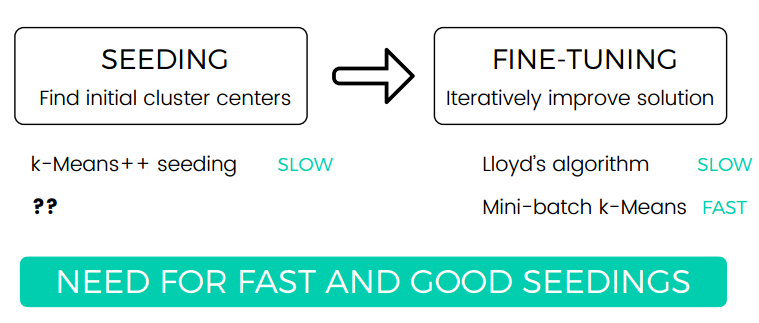 SEEDING
Find initial cluster centers
FINE-TUNING
Iteratively improve solution
k-Means++ seeding SLOW
??
Lloyd's algorithm SLOW
Mini-batch k-Means FAST
NEED FOR FAST AND GOOD SEEDINGS